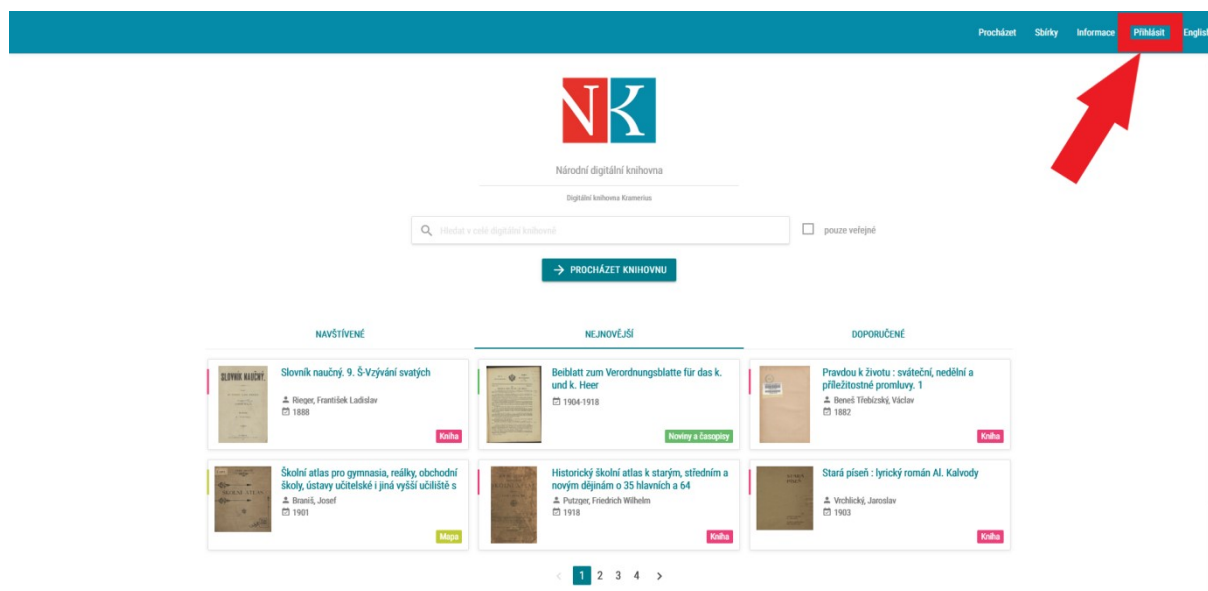 Procházet Sbírky Informace Přihlásit English
NK
Národní digitální knihovna
Digitální knihovna Kramerius
Hledat v celé digitální knihovně
pouze veřejné
→ PROCHÁZET KNIHOVNU
NAVŠTÍVENÉ NEJNOVĚJŠÍ DOPORUČENÉ
SLOVNÍK NAUČNÝ.
Slovník naučný. 9. Š-Vzývání svatých
Rieger, František Ladislav
1888
Kniha
Beiblatt zum Verordnungsblatte für das k.
und k. Heer
1904-1918
Noviny a časopisy
Pravdou k životu : sváteční, nedělní a
příležitostné promluvy. 1
Beneš Třebízský, Václav
1882
Kniha
ŠKOLNÍ ATLAS
Školní atlas pro gymnasia, reálky, obchodní
školy, ústavy učitelské i jiná vyšší učiliště s
Braniš, Josef
1901
Mapa
Historický školní atlas k starým, středním a
novým dějinám o 35 hlavních a 64
Putzger, Friedrich Wilhelm
1918
Kniha
Stará píseň : lyrický román Al. Kalvody
Vrchlický, Jaroslav
1903
Kniha
< 1 2 3 4 >